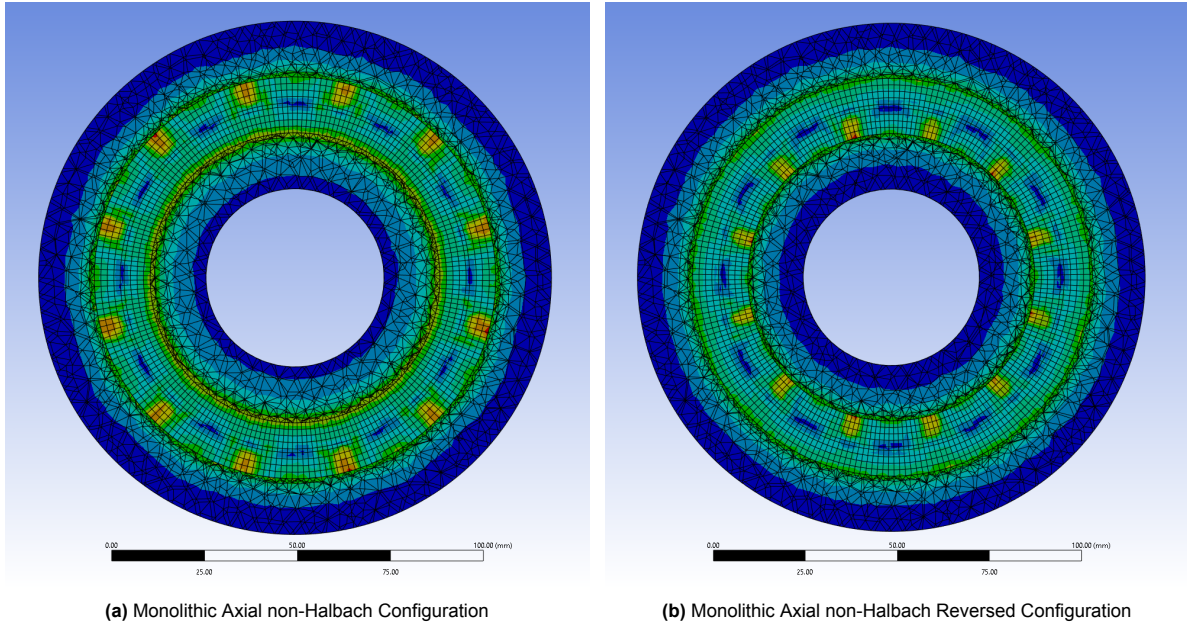 0.00 50.00 100.00 (mm)
25.00 75.00
0.00 50.00 100.00 (mm)
25.00 75.00
(a) Monolithic Axial non-Halbach Configuration
(b) Monolithic Axial non-Halbach Reversed Configuration